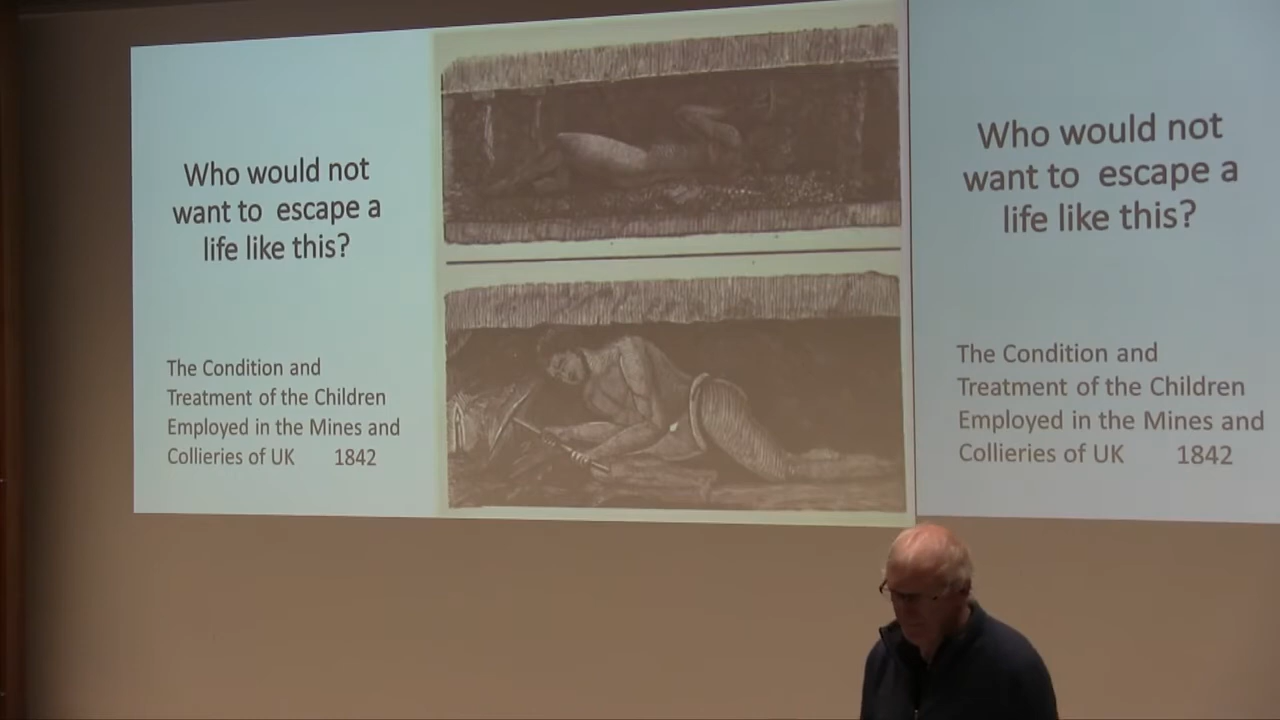 Who would not
want to  escape a
life like this?
The Condition and
Treatment of the Children
Employed in the Mines and
Collieries of UK 1842
Who would not
want to  escape a
life like this?
The Condition and
Treatment of the Children
Employed in the Mines and
Collieries of UK 1842